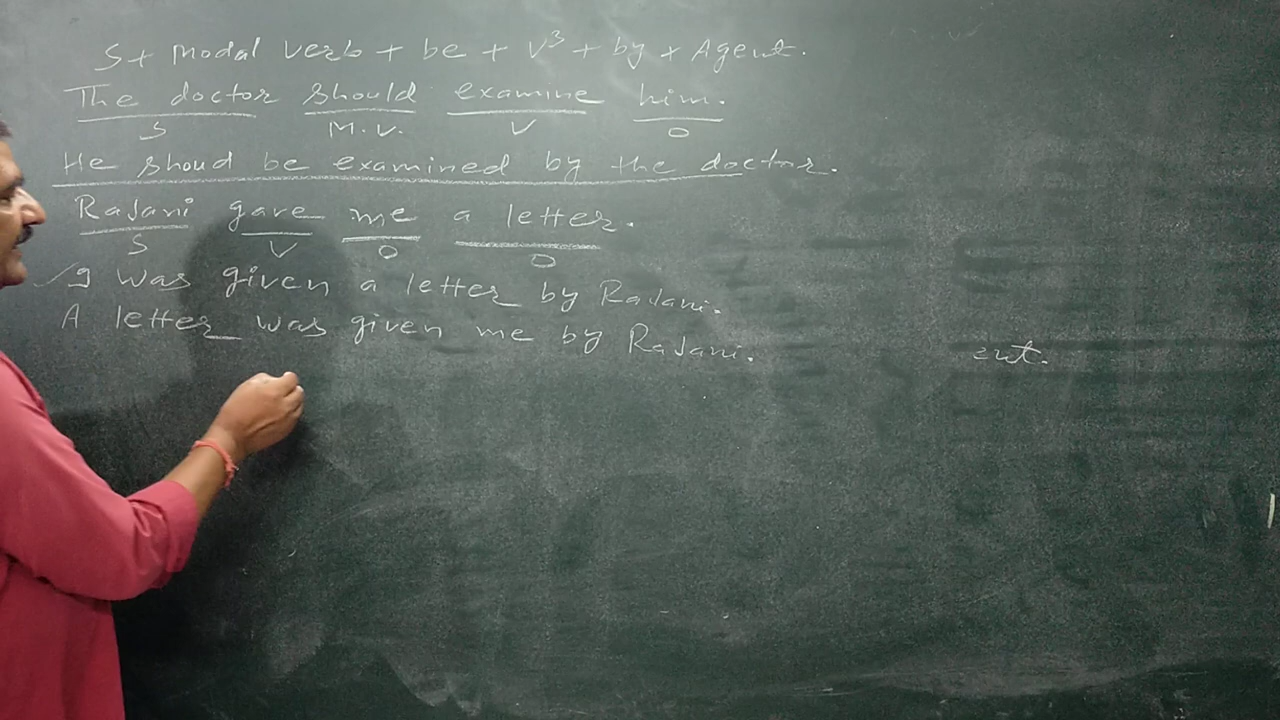 S + Modal verb + be + V³ + by + Agent.
The doctor should examine him.
S M.V. V O
He shoud be examined by the doctor.
Rajani gave me a letter.
S V O O
I was given a letter by Rajani.
A letter was given me by Rajani.